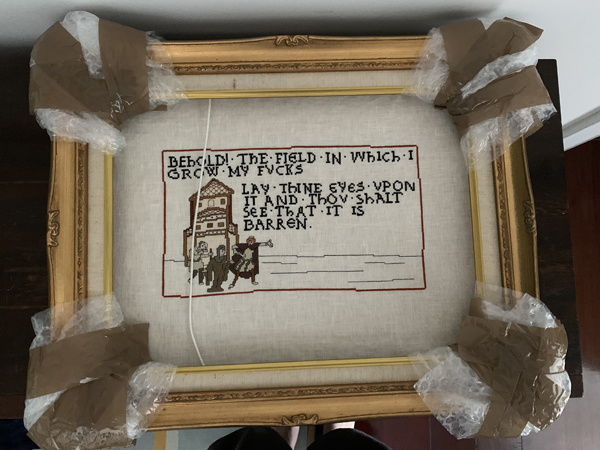 BEHOLD!·THE·FIELD·IN·WHICH·I
GROW·MY·FVCKS
LAY·THINE·EYES·VPON
IT·AND·THOV·SHALT
SEE·THAT·IT·IS
BARREN.